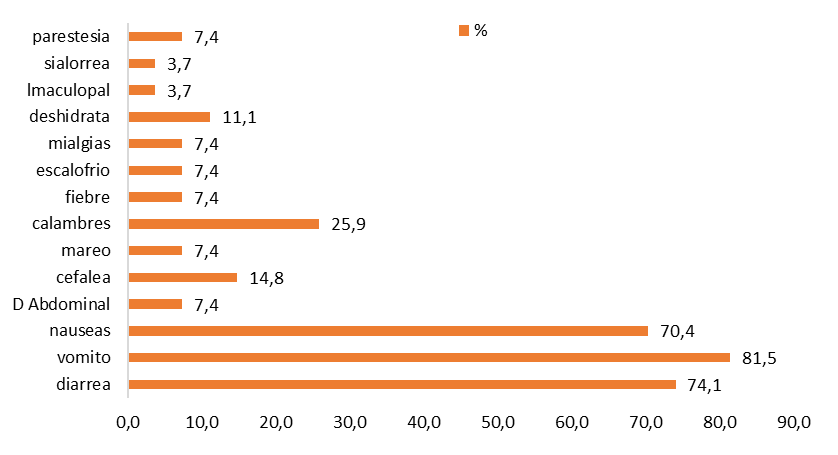 %
parestesia 7,4
sialorrea 3,7
lmaculopal 3,7
deshidrata 11,1
mialgias 7,4
escalofrio 7,4
fiebre 7,4
calambres 25,9
mareo 7,4
cefalea 14,8
D Abdominal 7,4
nauseas 70,4
vomito 81,5
diarrea 74,1
0,0 10,0 20,0 30,0 40,0 50,0 60,0 70,0 80,0 90,0